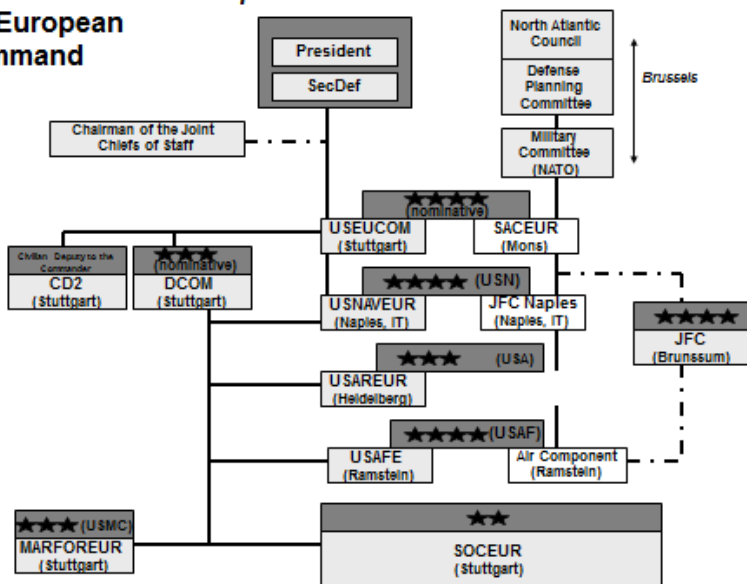 European
President
SecDef
Chairman of the Joint
Chiefs of Staff
North Atlantic
Council
Defense
Planning
Committee
Military
Committee
(NATO)
Brussels
(nominative)
USEUCOM
(Stuttgart)
SACEUR
(Mons)
Civilian Deputy to the
Commander
CD2
(Stuttgart)
(nominative)
DCOM
(Stuttgart)
(USN)
USNAVEUR
(Naples, IT)
JFC Naples
(Naples, IT)
JFC
(Brunssum)
(USA)
USAREUR
(Heidelberg)
(USAF)
USAFE
(Ramstein)
Air Component
(Ramstein)
(USMC)
MARFOREUR
(Stuttgart)
SOCEUR
(Stuttgart)